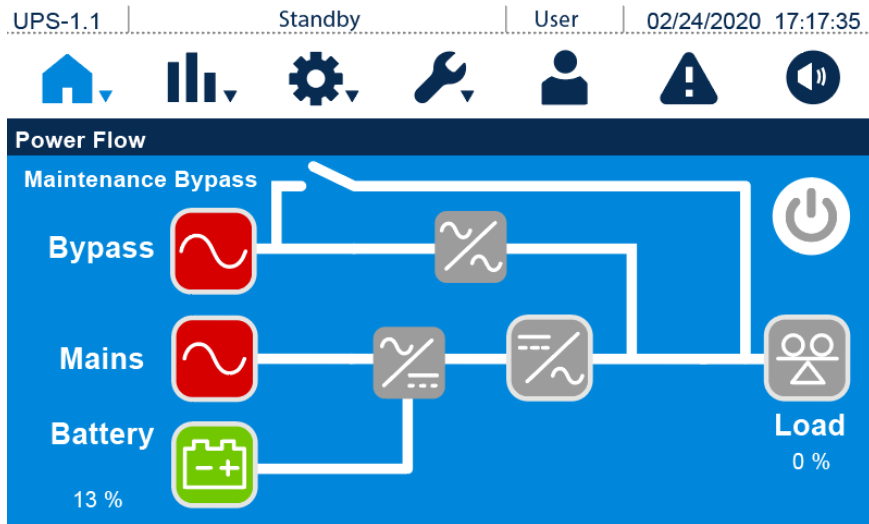 UPS-1.1 Standby User 02/24/2020 17:17:35
Power Flow
Maintenance Bypass
Bypass
Mains
Battery
13 %
Load
0 %